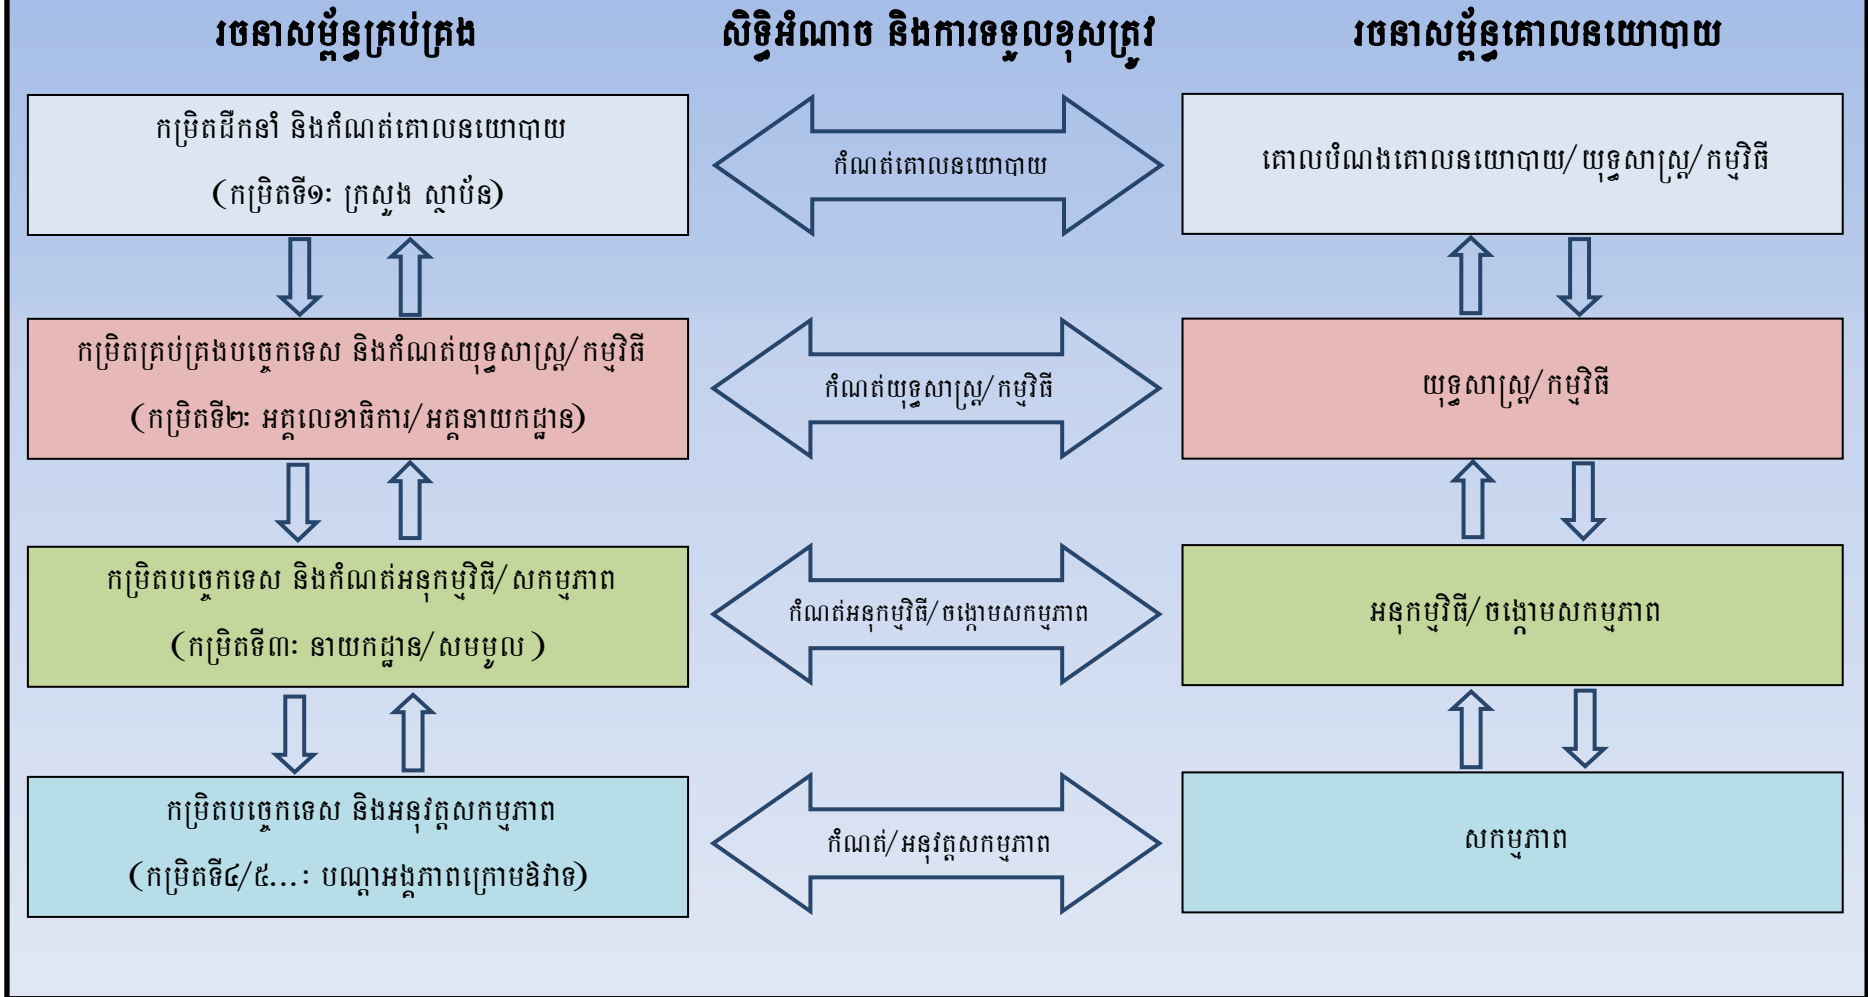 រចនាសម្ព័ន្ធគ្រប់គ្រង
សិទ្ធិអំណាច និងការទទួលខុសត្រូវ
រចនាសម្ព័ន្ធគោលនយោបាយ
កម្រិតដឹកនាំ និងកំណត់គោលនយោបាយ
(កម្រិតទី១: ក្រសួង ស្ថាប័ន)
កំណត់គោលនយោបាយ
គោលបំណងគោលនយោបាយ/យុទ្ធសាស្ត្រ/កម្មវិធី
កម្រិតគ្រប់គ្រងបច្ចេកទេស និងកំណត់យុទ្ធសាស្ត្រ/កម្មវិធី
(កម្រិតទី២: អគ្គលេខាធិការ/អគ្គនាយកដ្ឋាន)
កំណត់យុទ្ធសាស្ត្រ/កម្មវិធី
យុទ្ធសាស្ត្រ/កម្មវិធី
កម្រិតបច្ចេកទេស និងកំណត់អនុកម្មវិធី/សកម្មភាព
(កម្រិតទី៣: នាយកដ្ឋាន/សមមូល )
កំណត់អនុកម្មវិធី/ចង្កោមសកម្មភាព
អនុកម្មវិធី/ចង្កោមសកម្មភាព
កម្រិតបច្ចេកទេស និងអនុវត្តសកម្មភាព
(កម្រិតទី៤/៥...: បណ្តាអង្គភាពក្រោមឱវាទ)
កំណត់/អនុវត្តសកម្មភាព
សកម្មភាព